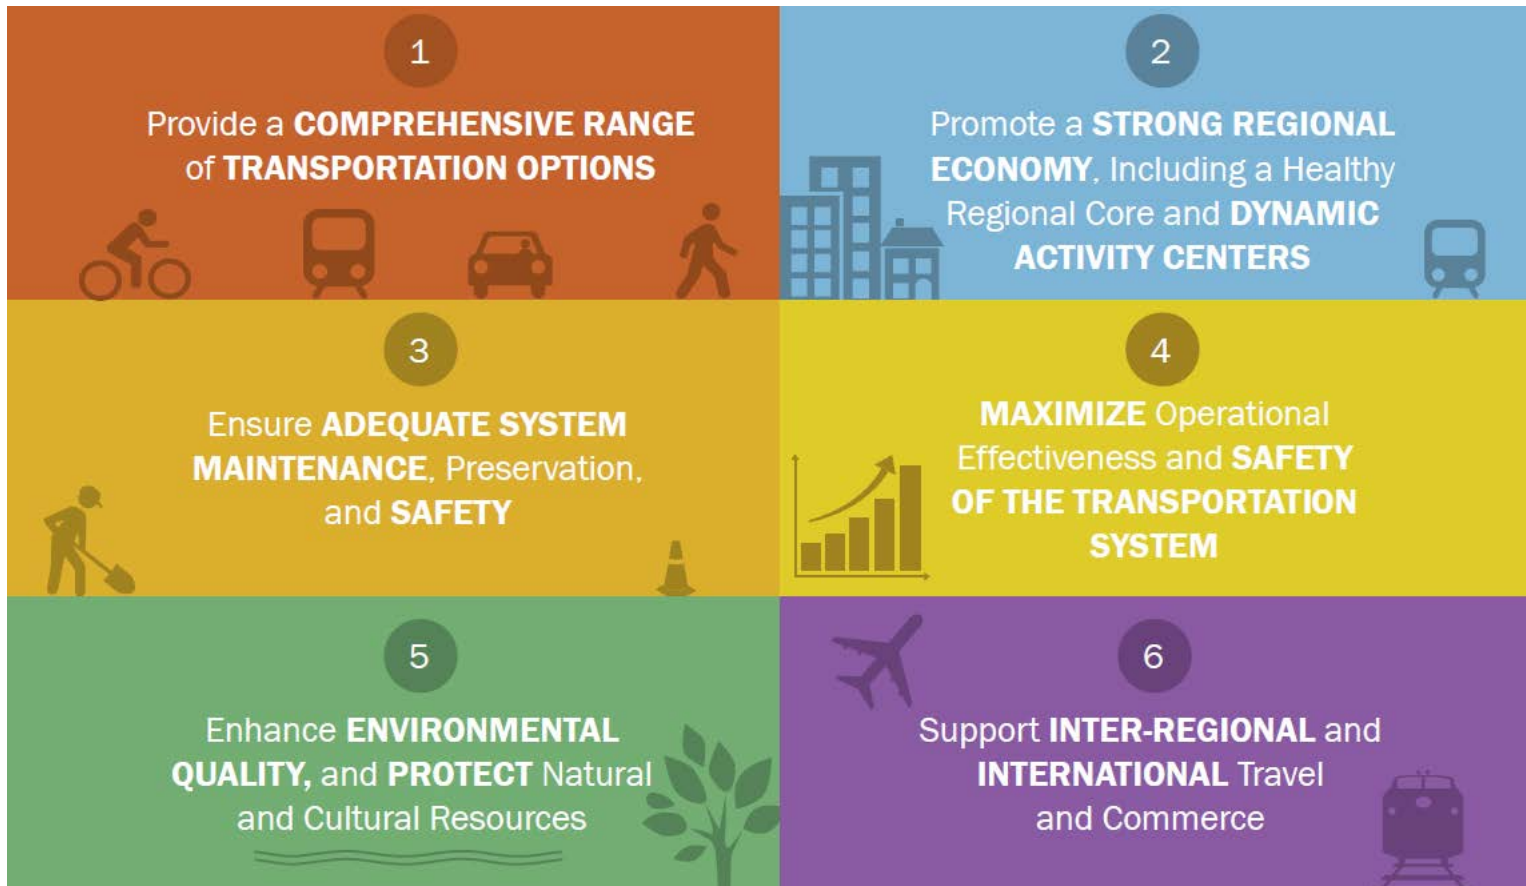 1
Provide a COMPREHENSIVE RANGE
of TRANSPORTATION OPTIONS
2
Promote a STRONG REGIONAL
ECONOMY, Including a Healthy
Regional Core and DYNAMIC
ACTIVITY CENTERS
3
Ensure ADEQUATE SYSTEM
MAINTENANCE, Preservation,
and SAFETY
4
MAXIMIZE Operational
Effectiveness and SAFETY
OF THE TRANSPORTATION
SYSTEM
5
Enhance ENVIRONMENTAL
QUALITY, and PROTECT Natural
and Cultural Resources
6
Support INTER-REGIONAL and
INTERNATIONAL Travel
and Commerce